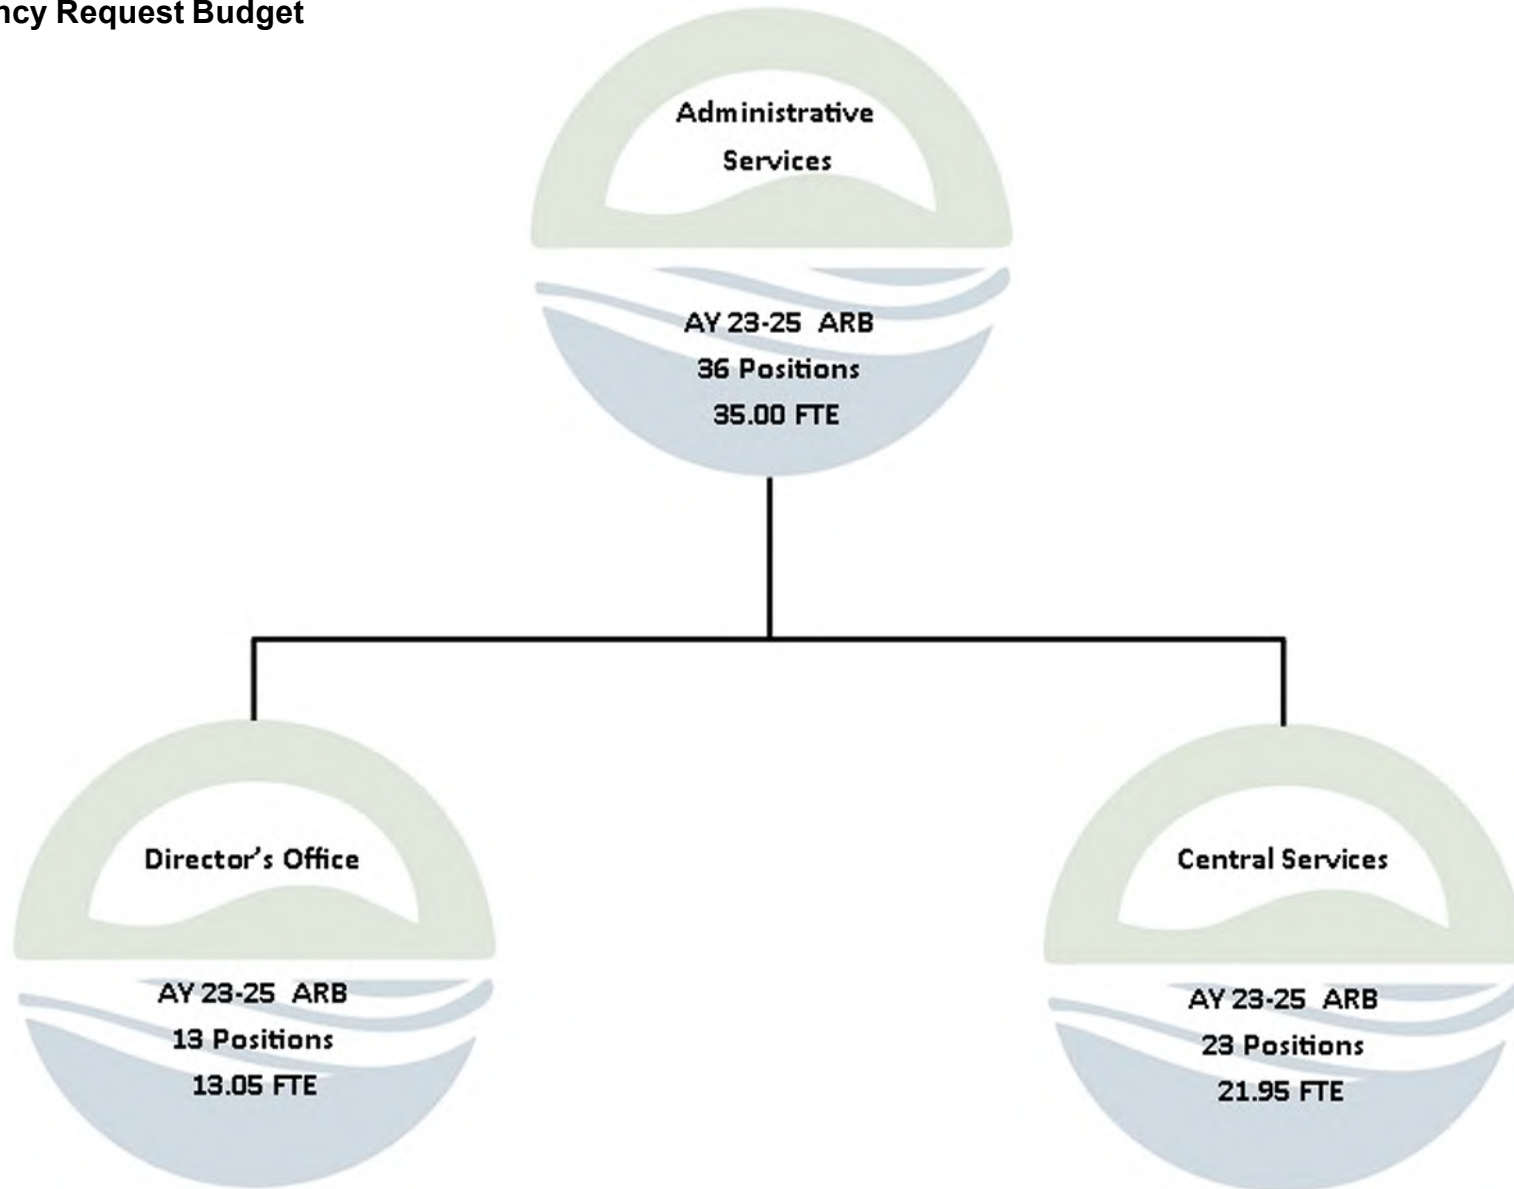 ncy Request Budget
Administrative
Services
AY 23-25 ARB
36 Positions
35.00 FTE
Director's Office
AY 23-25 ARB
13 Positions
13.05 FTE
Central Services
AY 23-25 ARB
23 Positions
21.95 FTE